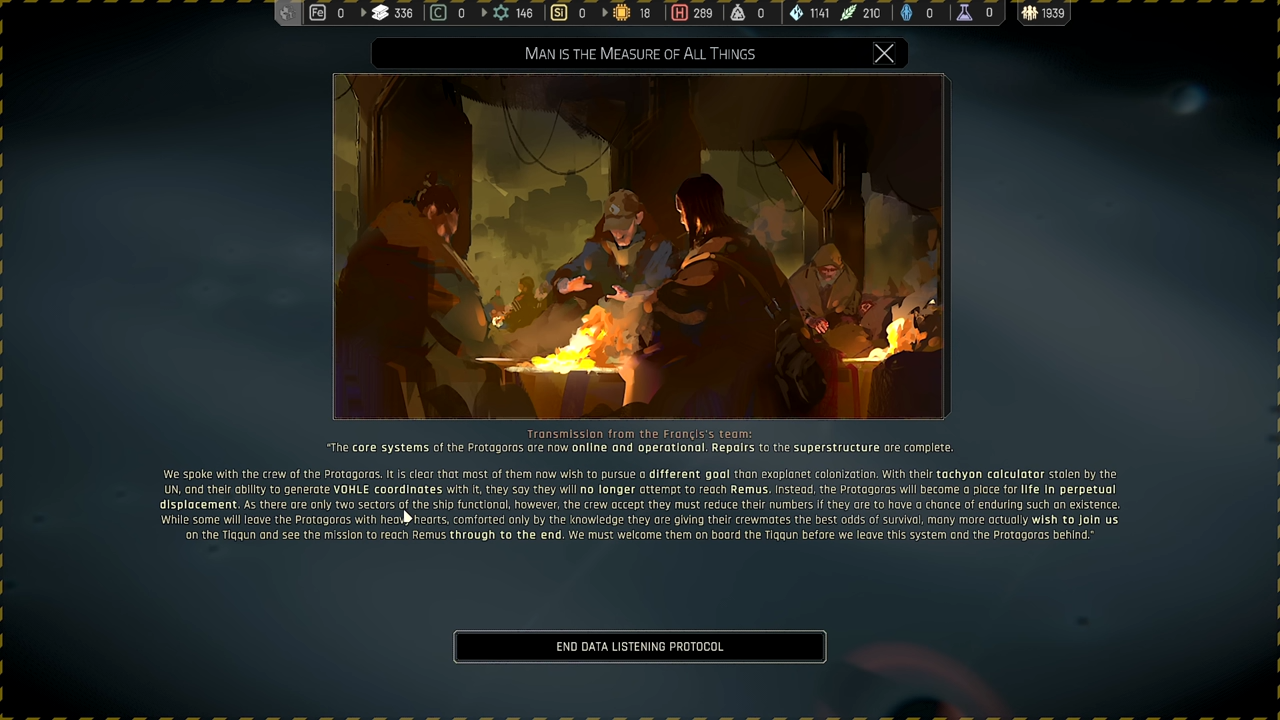 Fe 0 336 C 0 146 SI 0 18 H 289 0 1141 210 0 0 1939
MAN IS THE MEASURE OF ALL THINGS
Transmission from the Francis's team:
"The core systems of the Protagoras are now online and operational. Repairs to the superstructure are complete.
We spoke with the crew of the Protagoras. It is clear that most of them now wish to pursue a different goal than exoplanet colonization. With their tachyon calculator stolen by the
UN, and their ability to generate VOHLE coordinates with it, they say they will no longer attempt to reach Remus. Instead, the Protagoras will become a place for life in perpetual
displacement. As there are only two sectors of the ship functional, however, the crew accept they must reduce their numbers if they are to have a chance of enduring such an existence.
While some will leave the Protagoras with heavy hearts, comforted only by the knowledge they are giving their crewmates the best odds of survival, many more actually wish to join us
on the Tiqqun and see the mission to reach Remus through to the end. We must welcome them on board the Tiqqun before we leave this system and the Protagoras behind."
END DATA LISTENING PROTOCOL